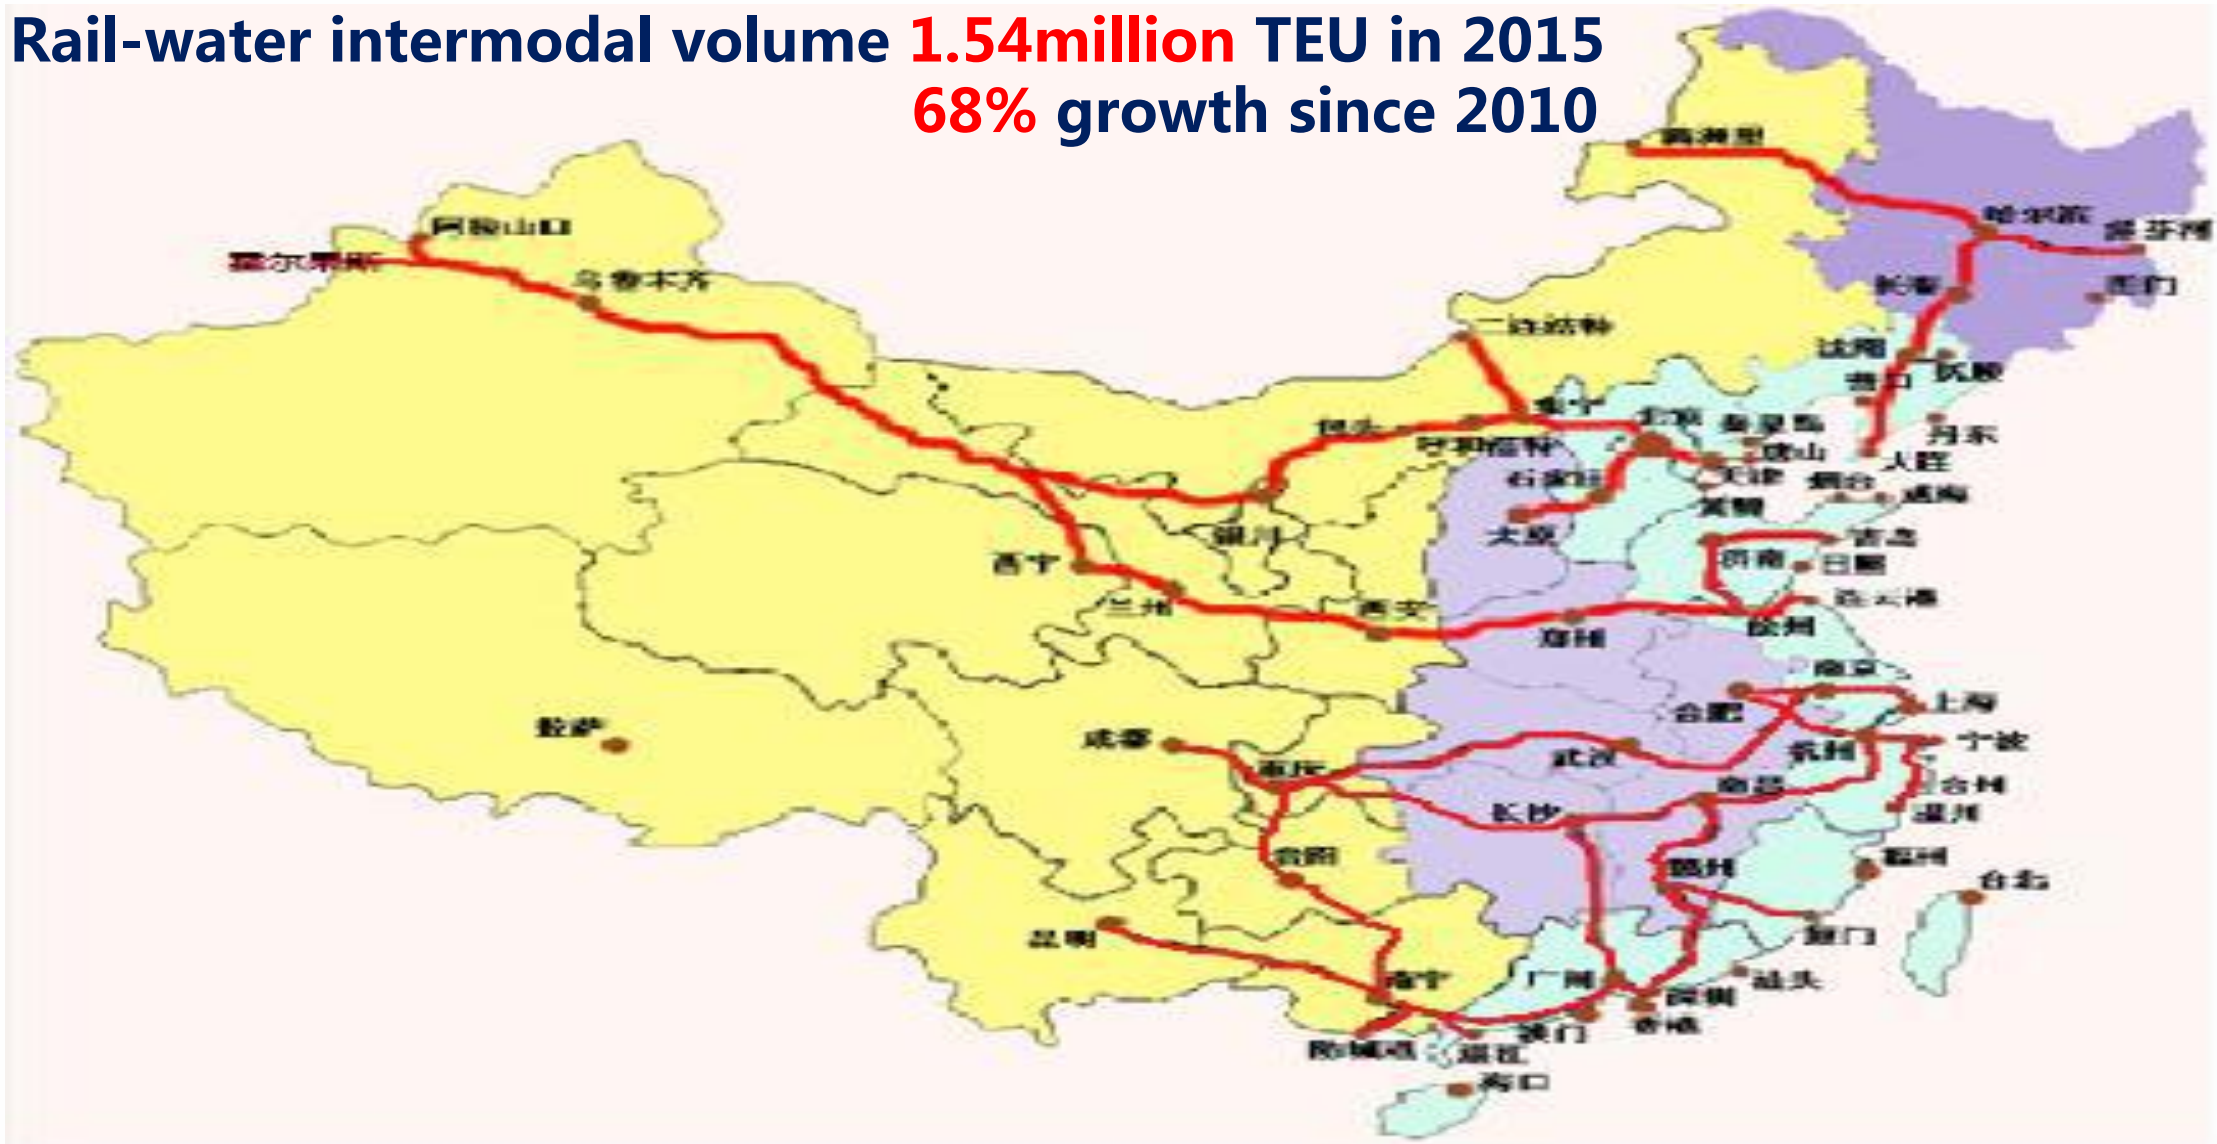 Rail-water intermodal volume 1.54million TEU in 2015
68% growth since 2010
满洲里
哈尔滨
绥芬河
阿拉山口
霍尔果斯
乌鲁木齐
长春
图们
二连浩特
沈阳
抚顺
营口
集宁
北京
秦皇岛
包头
呼和浩特
丹东
唐山
大连
天津
石家庄
烟台
威海
黄骅
太原
银川
青岛
济南
日照
西宁
兰州
西安
连云港
徐州
郑州
南京
合肥
上海
拉萨
成都
武汉
杭州
宁波
重庆
南昌
台州
长沙
温州
贵阳
赣州
福州
台北
昆明
厦门
南宁
广州
汕头
深圳
香港
澳门
防城港
湛江
海口